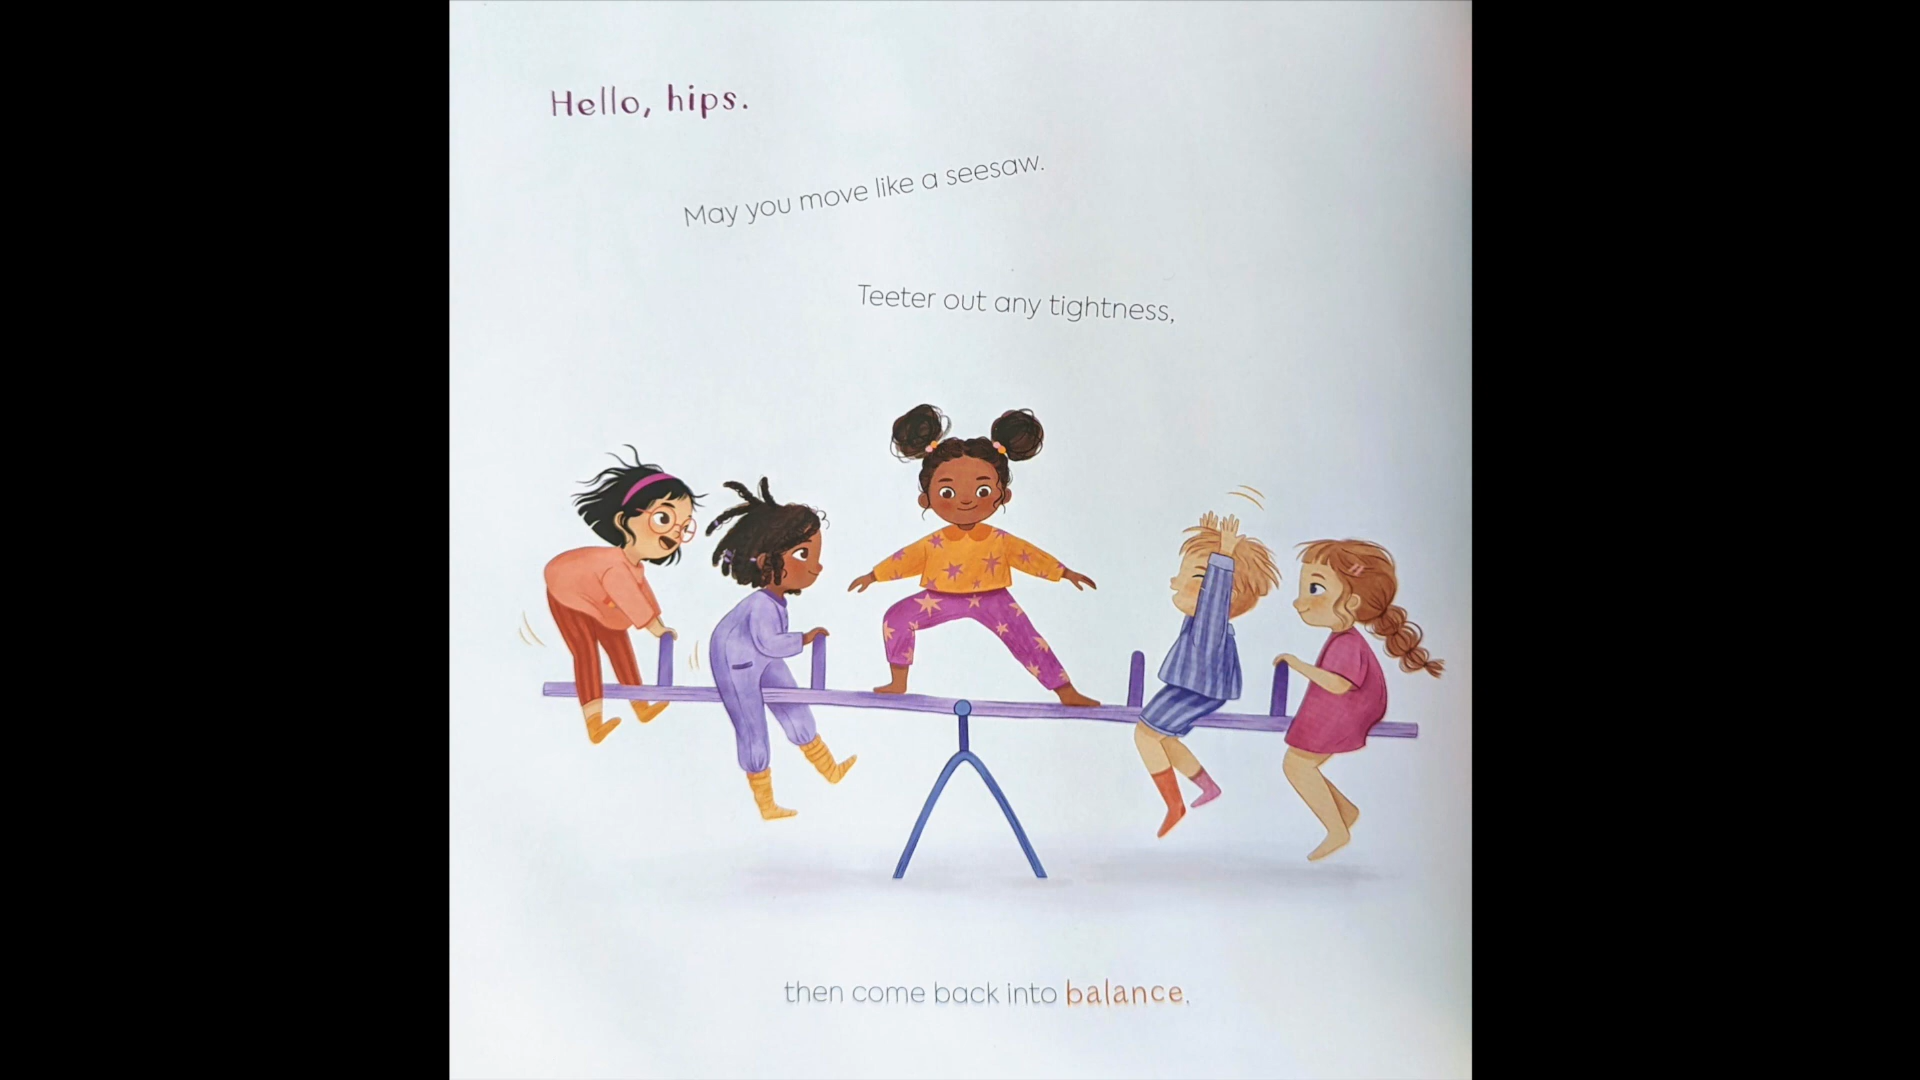 Hello, hips.
May you move like a seesaw.
Teeter out any tightness,
then come back into balance.